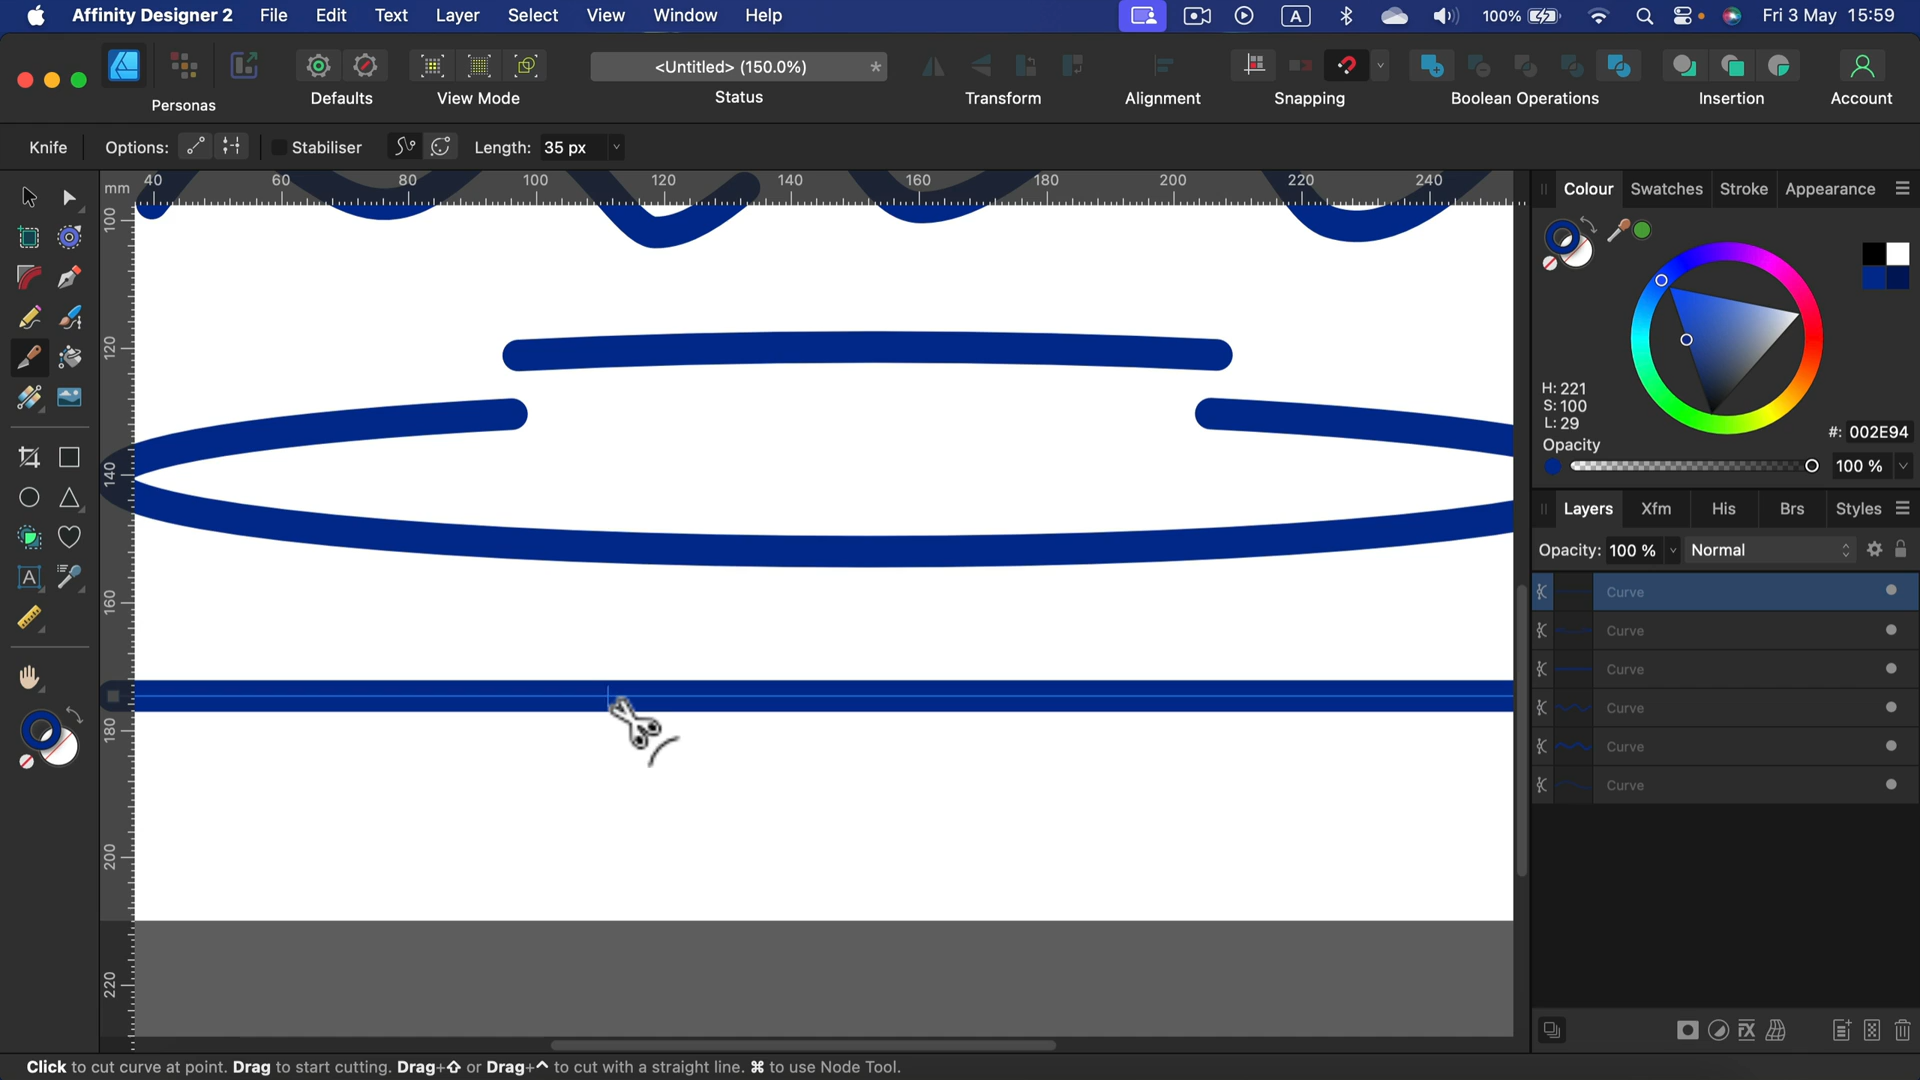 Affinity Designer 2 File Edit Text Layer Select View Window Help A 100% Fri 3 May 15:59
<Untitled> (150.0%) *
Personas Defaults View Mode Status Transform Alignment Snapping Boolean Operations Insertion Account
Knife Options: Stabiliser Length: 35 px
mm 40 60 80 100 120 140 160 180 200 220 240
100
120
140
160
180
200
220
A
Colour Swatches Stroke Appearance
H: 221
S: 100
L: 29
#: 002E94
Opacity
100 %
Layers Xfm His Brs Styles
Opacity: 100 % Normal
Curve
Curve
Curve
Curve
Curve
Curve
FX
Click to cut curve at point. Drag to start cutting. Drag+⇧ or Drag+^ to cut with a straight line. ⌘ to use Node Tool.